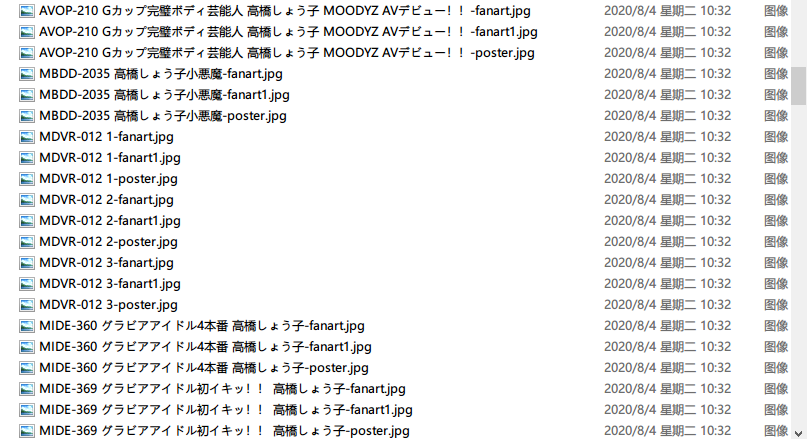 AVOP-210 Gカップ完璧ボディ芸能人 高橋しょう子 MOODYZ AVデビュー！！-fanart.jpg 2020/8/4 星期二 10:32 图像
AVOP-210 Gカップ完璧ボディ芸能人 高橋しょう子 MOODYZ AVデビュー！！-fanart1.jpg 2020/8/4 星期二 10:32 图像
AVOP-210 Gカップ完璧ボディ芸能人 高橋しょう子 MOODYZ AVデビュー！！-poster.jpg 2020/8/4 星期二 10:32 图像
MBDD-2035 高橋しょう子小悪魔-fanart.jpg 2020/8/4 星期二 10:32 图像
MBDD-2035 高橋しょう子小悪魔-fanart1.jpg 2020/8/4 星期二 10:32 图像
MBDD-2035 高橋しょう子小悪魔-poster.jpg 2020/8/4 星期二 10:32 图像
MDVR-012 1-fanart.jpg 2020/8/4 星期二 10:32 图像
MDVR-012 1-fanart1.jpg 2020/8/4 星期二 10:32 图像
MDVR-012 1-poster.jpg 2020/8/4 星期二 10:32 图像
MDVR-012 2-fanart.jpg 2020/8/4 星期二 10:32 图像
MDVR-012 2-fanart1.jpg 2020/8/4 星期二 10:32 图像
MDVR-012 2-poster.jpg 2020/8/4 星期二 10:32 图像
MDVR-012 3-fanart.jpg 2020/8/4 星期二 10:32 图像
MDVR-012 3-fanart1.jpg 2020/8/4 星期二 10:32 图像
MDVR-012 3-poster.jpg 2020/8/4 星期二 10:32 图像
MIDE-360 グラビアアイドル4本番 高橋しょう子-fanart.jpg 2020/8/4 星期二 10:32 图像
MIDE-360 グラビアアイドル4本番 高橋しょう子-fanart1.jpg 2020/8/4 星期二 10:32 图像
MIDE-360 グラビアアイドル4本番 高橋しょう子-poster.jpg 2020/8/4 星期二 10:32 图像
MIDE-369 グラビアアイドル初イキッ！！ 高橋しょう子-fanart.jpg 2020/8/4 星期二 10:32 图像
MIDE-369 グラビアアイドル初イキッ！！ 高橋しょう子-fanart1.jpg 2020/8/4 星期二 10:32 图像
MIDE-369 グラビアアイドル初イキッ！！ 高橋しょう子-poster.jpg 2020/8/4 星期二 10:32 图像